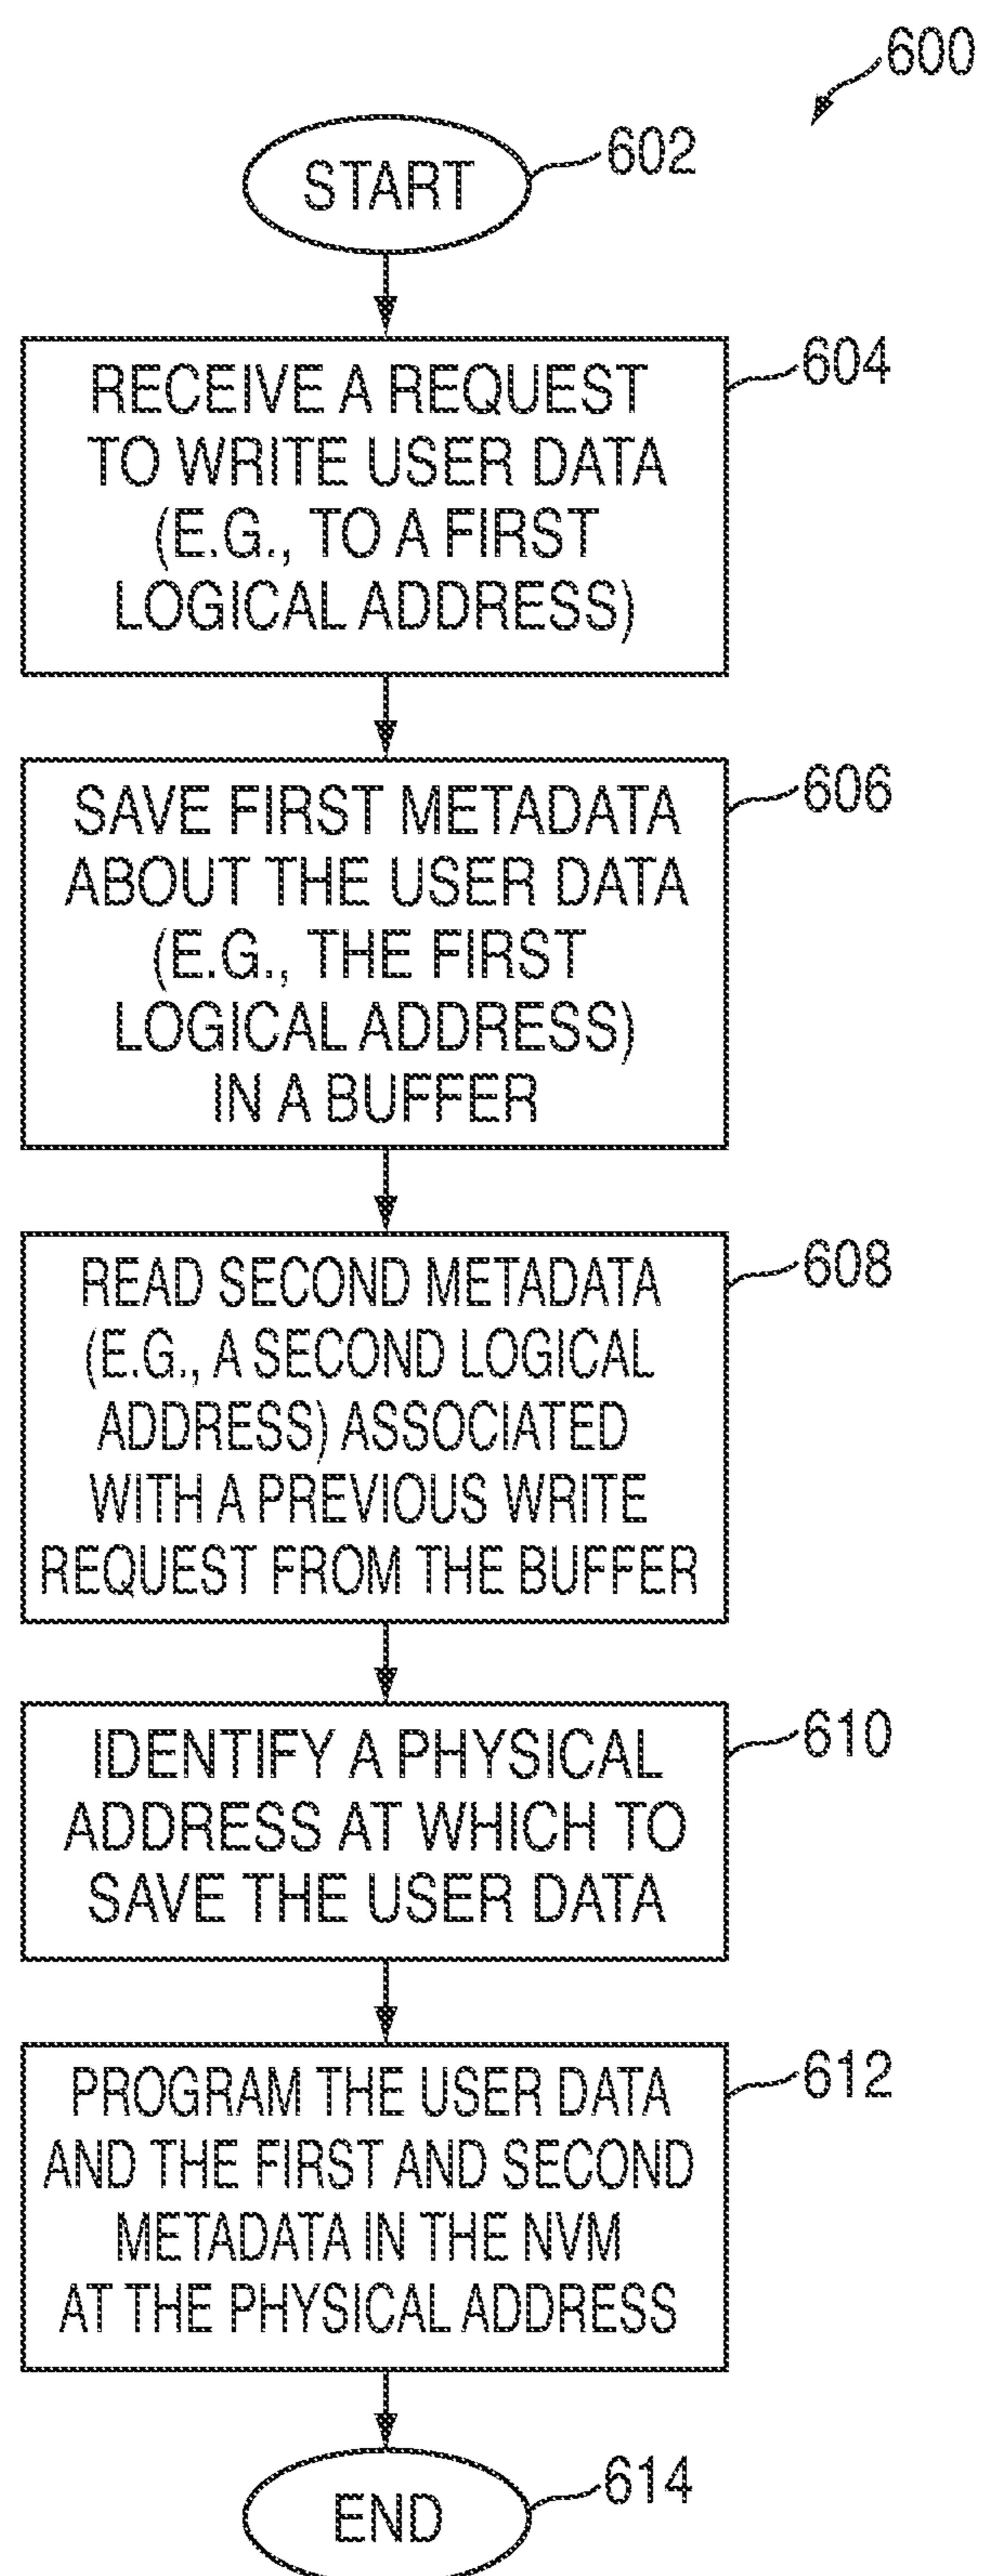 600
START
602
RECEIVE A REQUEST
TO WRITE USER DATA
(E.G., TO A FIRST
LOGICAL ADDRESS)
604
SAVE FIRST METADATA
ABOUT THE USER DATA
(E.G., THE FIRST
LOGICAL ADDRESS)
IN A BUFFER
606
READ SECOND METADATA
(E.G., A SECOND LOGICAL
ADDRESS) ASSOCIATED
WITH A PREVIOUS WRITE
REQUEST FROM THE BUFFER
608
IDENTIFY A PHYSICAL
ADDRESS AT WHICH TO
SAVE THE USER DATA
610
PROGRAM THE USER DATA
AND THE FIRST AND SECOND
METADATA IN THE NVM
AT THE PHYSICAL ADDRESS
612
END
614